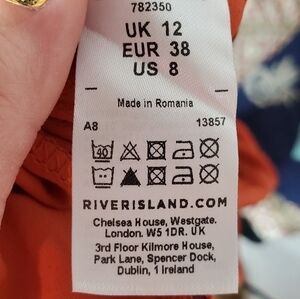 782350
UK 12
EUR 38
US 8
Made in Romania
A8 13857
40
RIVERISLAND.COM
Chelsea House, Westgate.
London. W5 1DR. UK
3rd Floor Kilmore House,
Park Lane, Spencer Dock,
Dublin, 1 Ireland